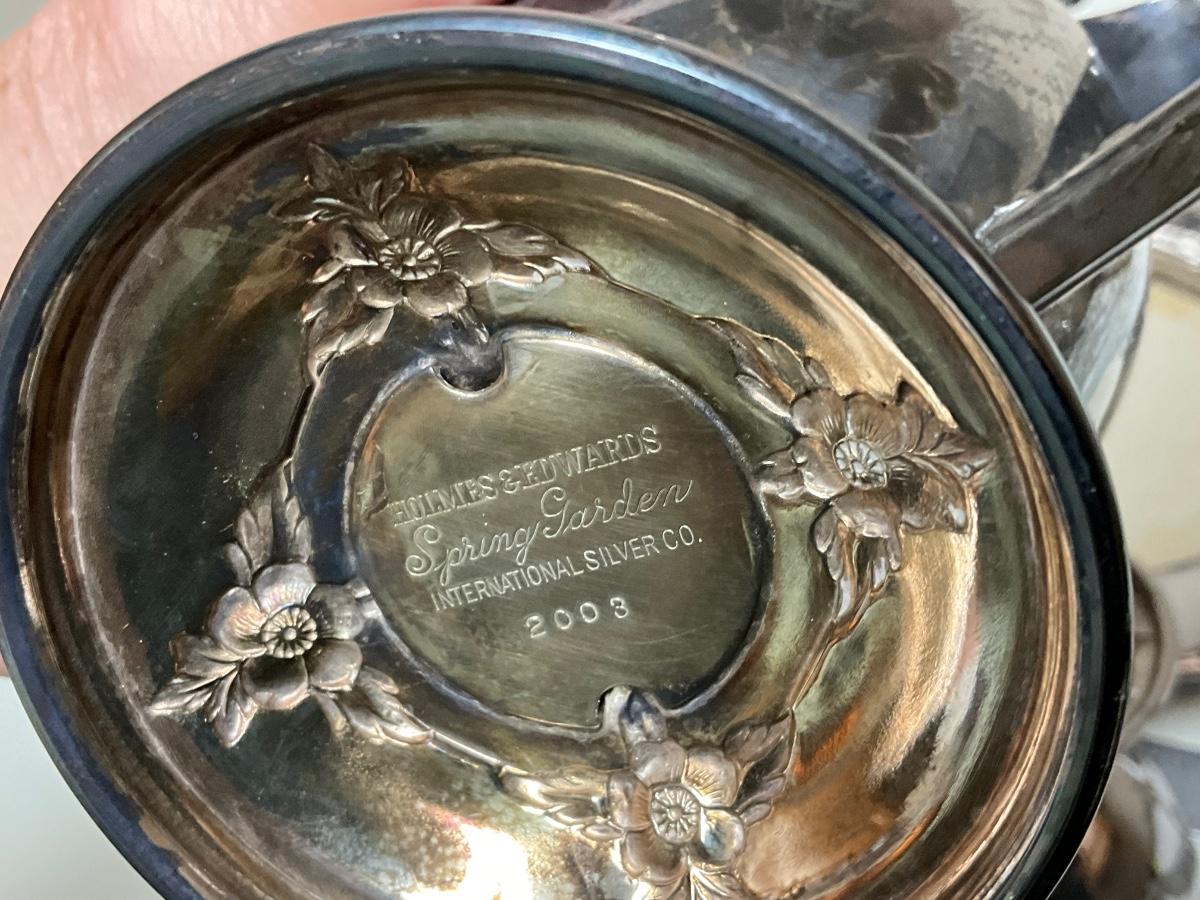 HOLMES & EDWARDS
Spring Garden
INTERNATIONAL SILVER CO.
2003